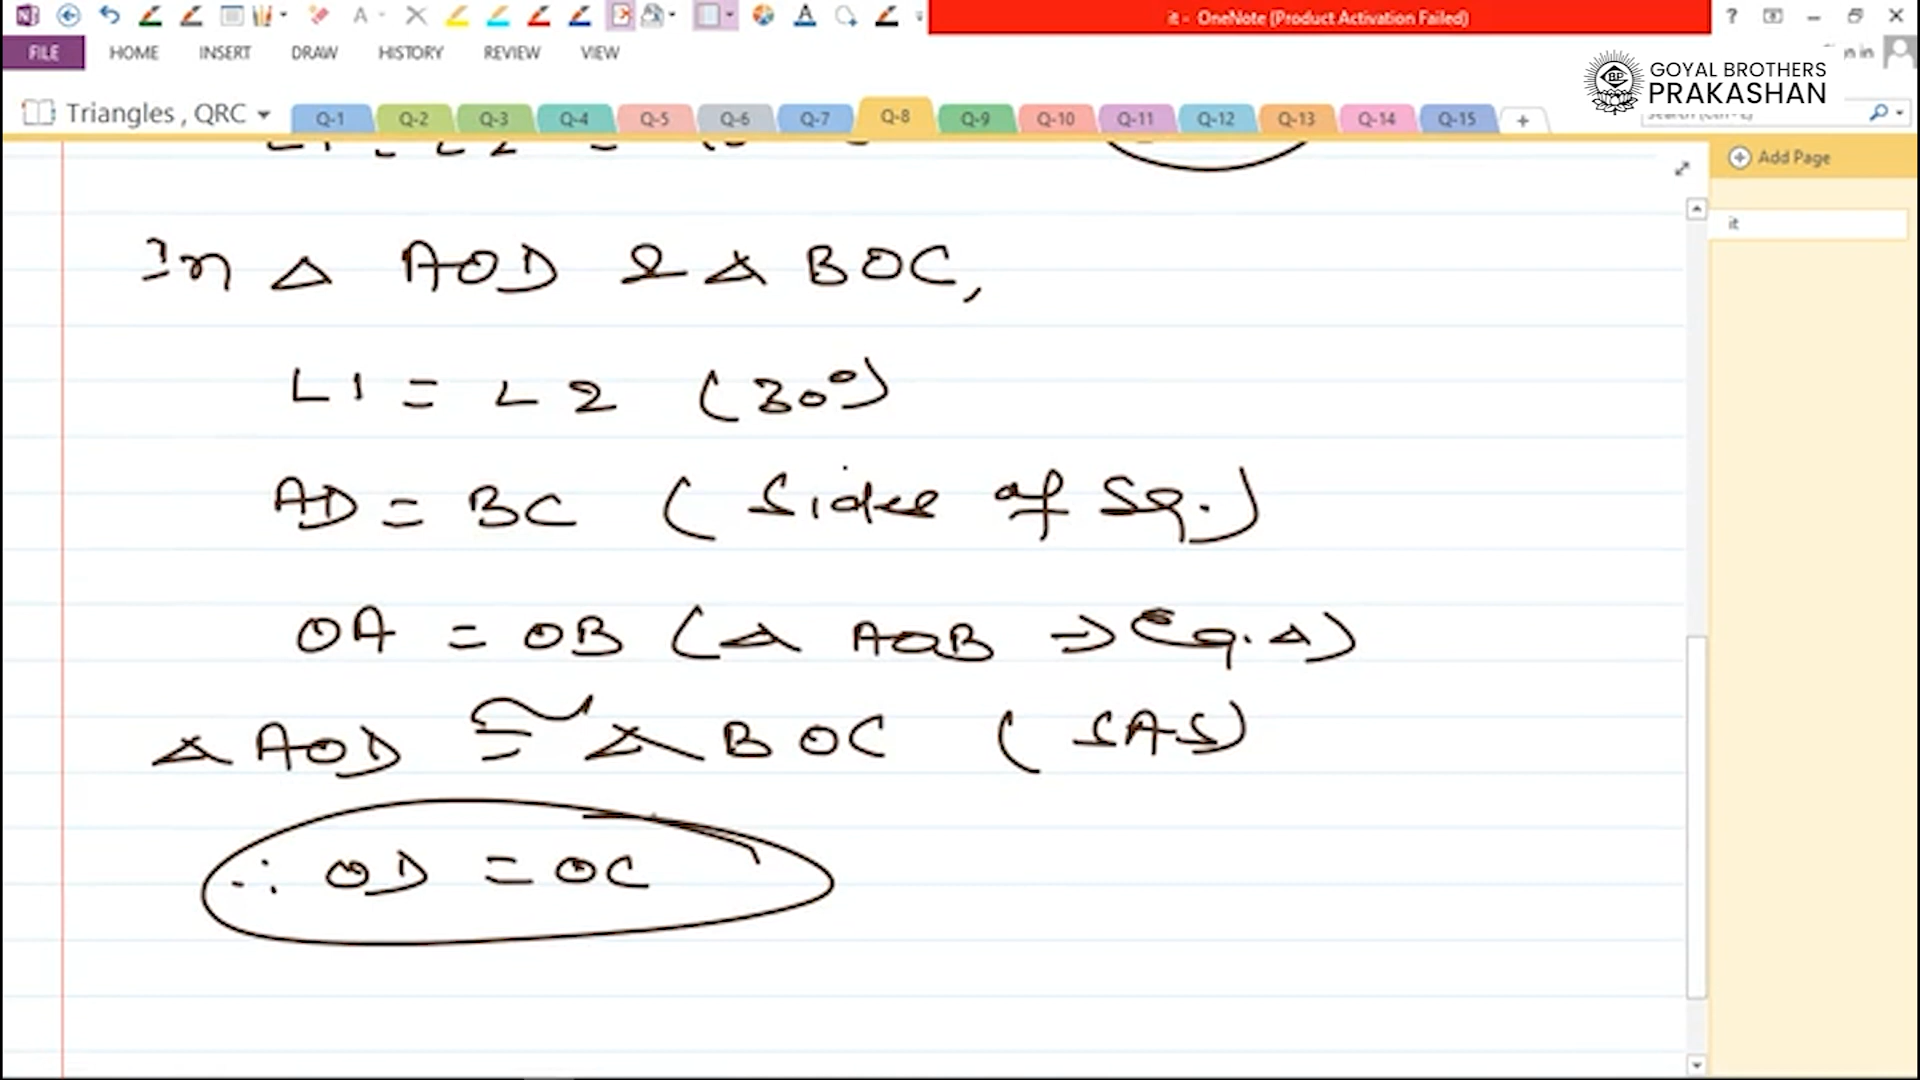 it - OneNote (Product Activation Failed)
FILE HOME INSERT DRAW HISTORY REVIEW VIEW
GOYAL BROTHERS
PRAKASHAN
Triangles , QRC Q-1 Q-2 Q-3 Q-4 Q-5 Q-6 Q-7 Q-8 Q-9 Q-10 Q-11 Q-12 Q-13 Q-14 Q-15 +
Add Page
it
In △ AOD & △ BOC,
∠1 = ∠2 (30°)
AD = BC (Sides of Sq.)
OA = OB (△ AOB ⇒ Eq. △)
△ AOD ≅ △ BOC (SAS)
∴ OD = OC